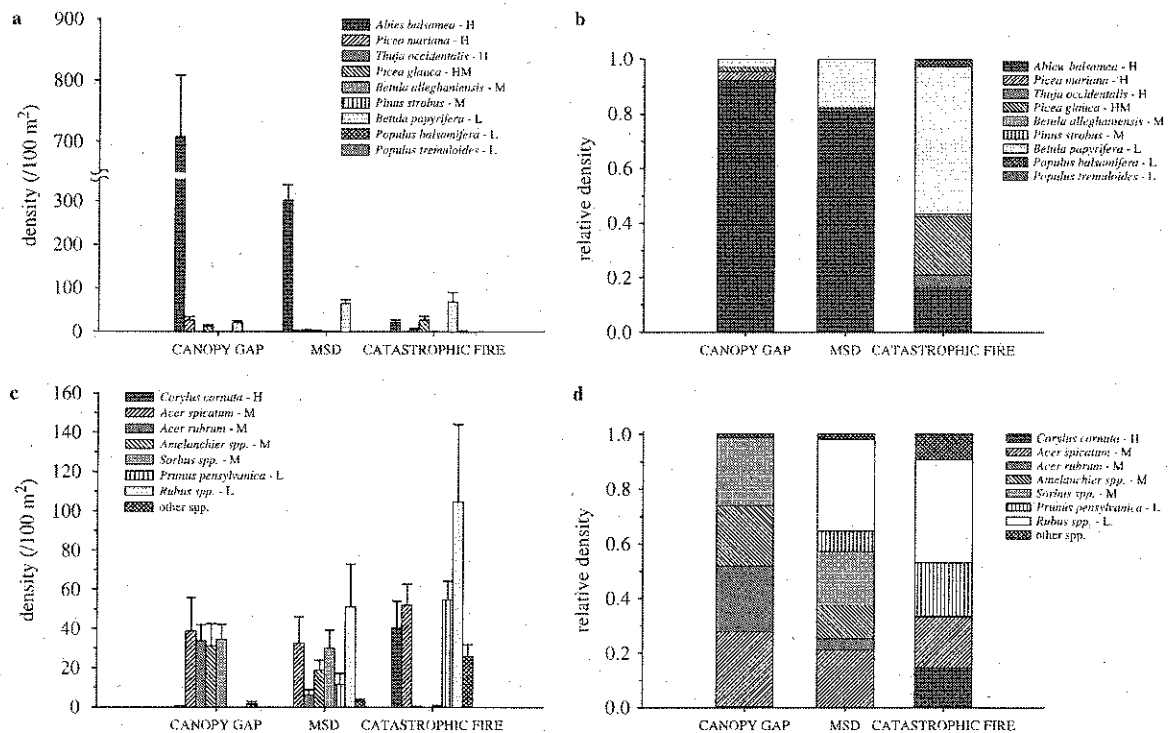 a
900
800
700
300
200
100
0
density (/100 m2)
Abies balsamea - H
Picea mariana - H
Thuja occidentalis - H
Picea glauca - HM
Betula alleghaniensis - M
Pinus strobus - M
Betula papyrifera - L
Populus balsamifera - L
Populus tremuloides - L
CANOPY GAP MSD CATASTROPHIC FIRE
b
1.0
0.8
0.6
0.4
0.2
0.0
relative density
Abies balsamea - H
Picea mariana - H
Thuja occidentalis - H
Picea glauca - HM
Betula alleghaniensis - M
Pinus strobus - M
Betula papyrifera - L
Populus balsamifera - L
Populus tremuloides - L
CANOPY GAP MSD CATASTROPHIC FIRE
c
160
140
120
100
80
60
40
20
0
density (/100 m2)
Corylus cornuta - H
Acer spicatum - M
Acer rubrum - M
Amelanchier spp. - M
Sorbus spp. - M
Prunus pensylvanica - L
Rubus spp. - L
other spp.
CANOPY GAP MSD CATASTROPHIC FIRE
d
1.0
0.8
0.6
0.4
0.2
0.0
relative density
Corylus cornuta - H
Acer spicatum - M
Acer rubrum - M
Amelanchier spp. - M
Sorbus spp. - M
Prunus pensylvanica - L
Rubus spp. - L
other spp.
CANOPY GAP MSD CATASTROPHIC FIRE